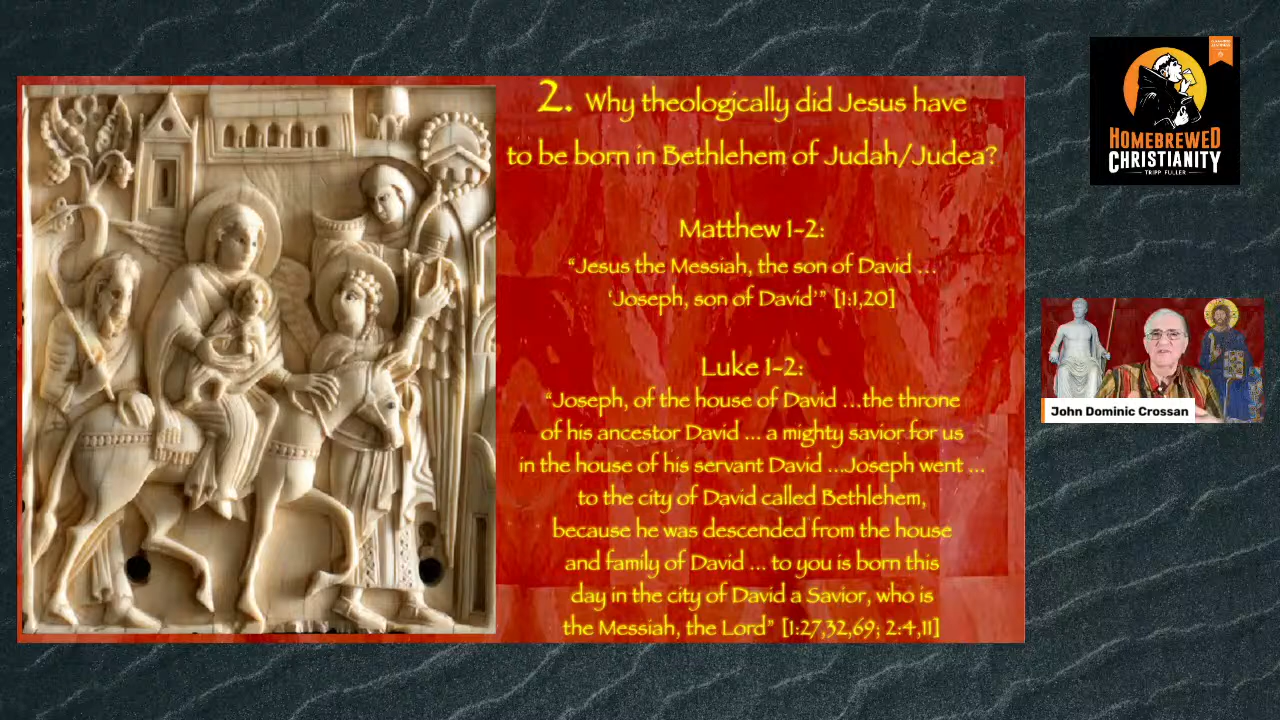 2. Why theologically did Jesus have
to be born in Bethlehem of Judah/Judea?
Matthew 1-2:
“Jesus the Messiah, the son of David ...
‘Joseph, son of David’” [1:1,20]
Luke 1-2:
“Joseph, of the house of David ...the throne
of his ancestor David ... a mighty savior for us
in the house of his servant David ...Joseph went ...
to the city of David called Bethlehem,
because he was descended from the house
and family of David ... to you is born this
day in the city of David a Savior, who is
the Messiah, the Lord” [1:27,32,69; 2:4,11]
HOMEBREWED
CHRISTIANITY
TRIPP FULLER
John Dominic Crossan